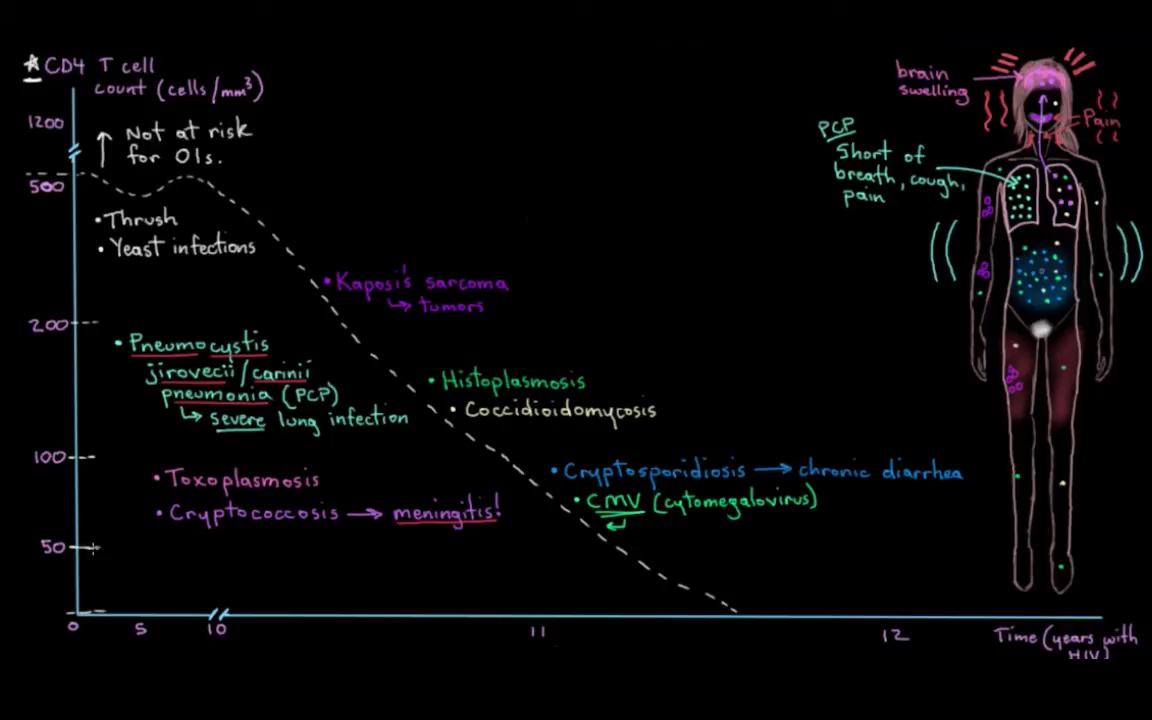 *CD4 T cell
count (cells/mm³)
1200
↑ Not at risk
for OIs.
500
• Thrush
• Yeast infections
• Kaposi's sarcoma
↳ tumors
200
• Pneumocystis
jirovecii/carinii
pneumonia (PCP)
↳ severe lung infection
• Histoplasmosis
• Coccidioidomycosis
100
• Toxoplasmosis
• Cryptococcosis → meningitis!
• Cryptosporidiosis → chronic diarrhea
• CMV (cytomegalovirus)
50
0 5 10 11 12
Time (years with
HIV)
brain
swelling
Pain
PCP
Short of
breath, cough,
pain